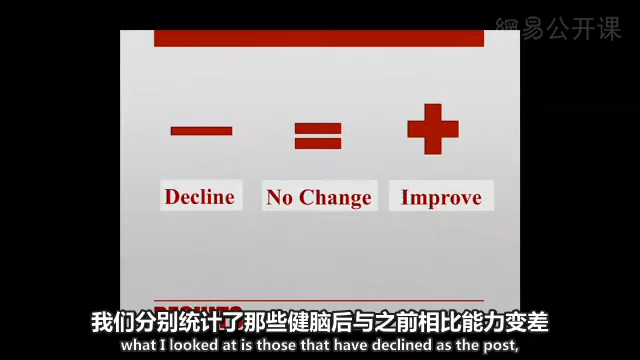 網易公开课
Decline
No Change
Improve
RESULTS
我们分别统计了那些健脑后与之前相比能力变差
what I looked at is those that have declined as the post,